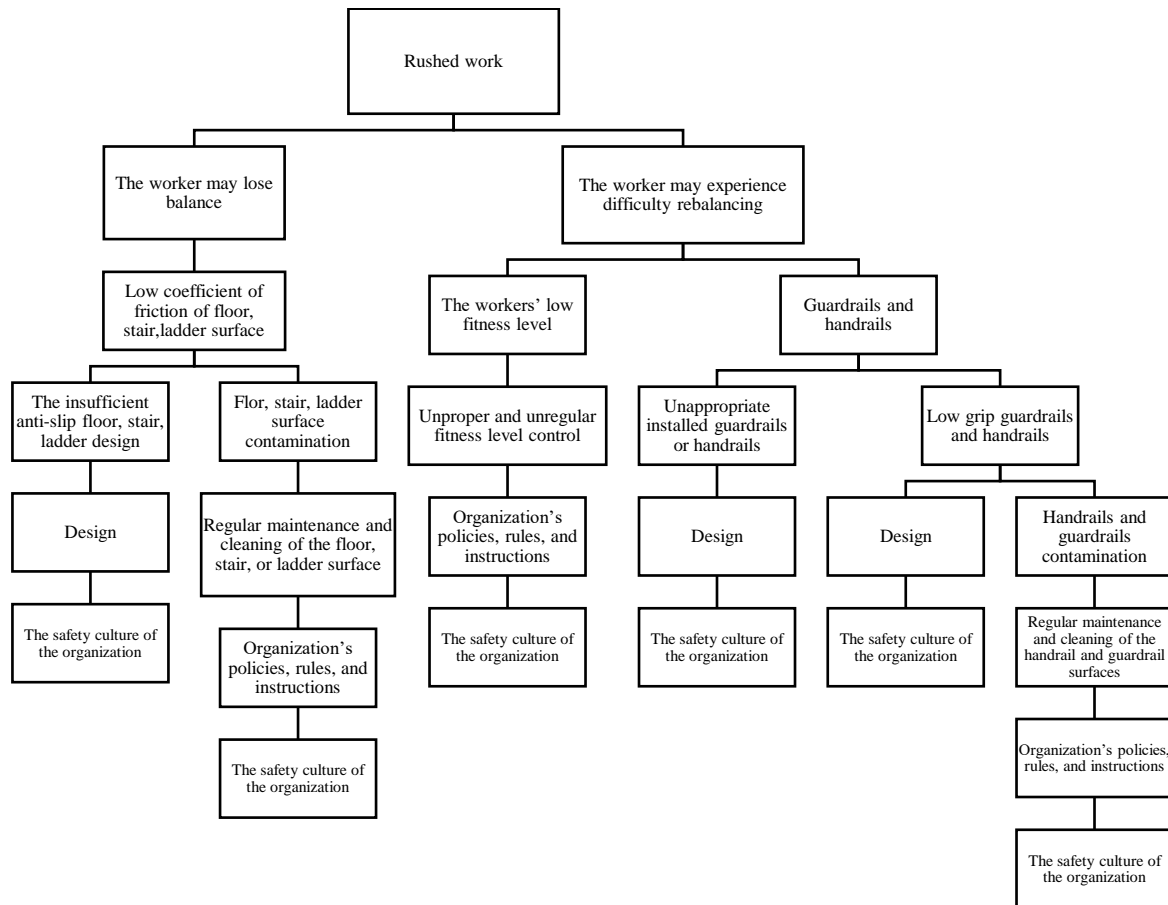 Rushed work
The worker may lose
balance
The worker may experience
difficulty rebalancing
Low coefficient of
friction of floor,
stair,ladder surface
The workers’ low
fitness level
Guardrails and
handrails
The insufficient
anti-slip floor, stair,
ladder design
Flor, stair, ladder
surface
contamination
Unproper and unregular
fitness level control
Unappropriate
installed guardrails
or handrails
Low grip guardrails
and handrails
Design
Regular maintenance and
cleaning of the floor,
stair, or ladder surface
Organization’s
policies, rules, and
instructions
Design
Design
Handrails and
guardrails
contamination
The safety culture of
the organization
Organization’s
policies, rules, and
instructions
The safety culture of
the organization
The safety culture of
the organization
The safety culture of
the organization
Regular maintenance
and cleaning of the
handrail and guardrail
surfaces
The safety culture of
the organization
Organization’s policies,
rules, and instructions
The safety culture of
the organization